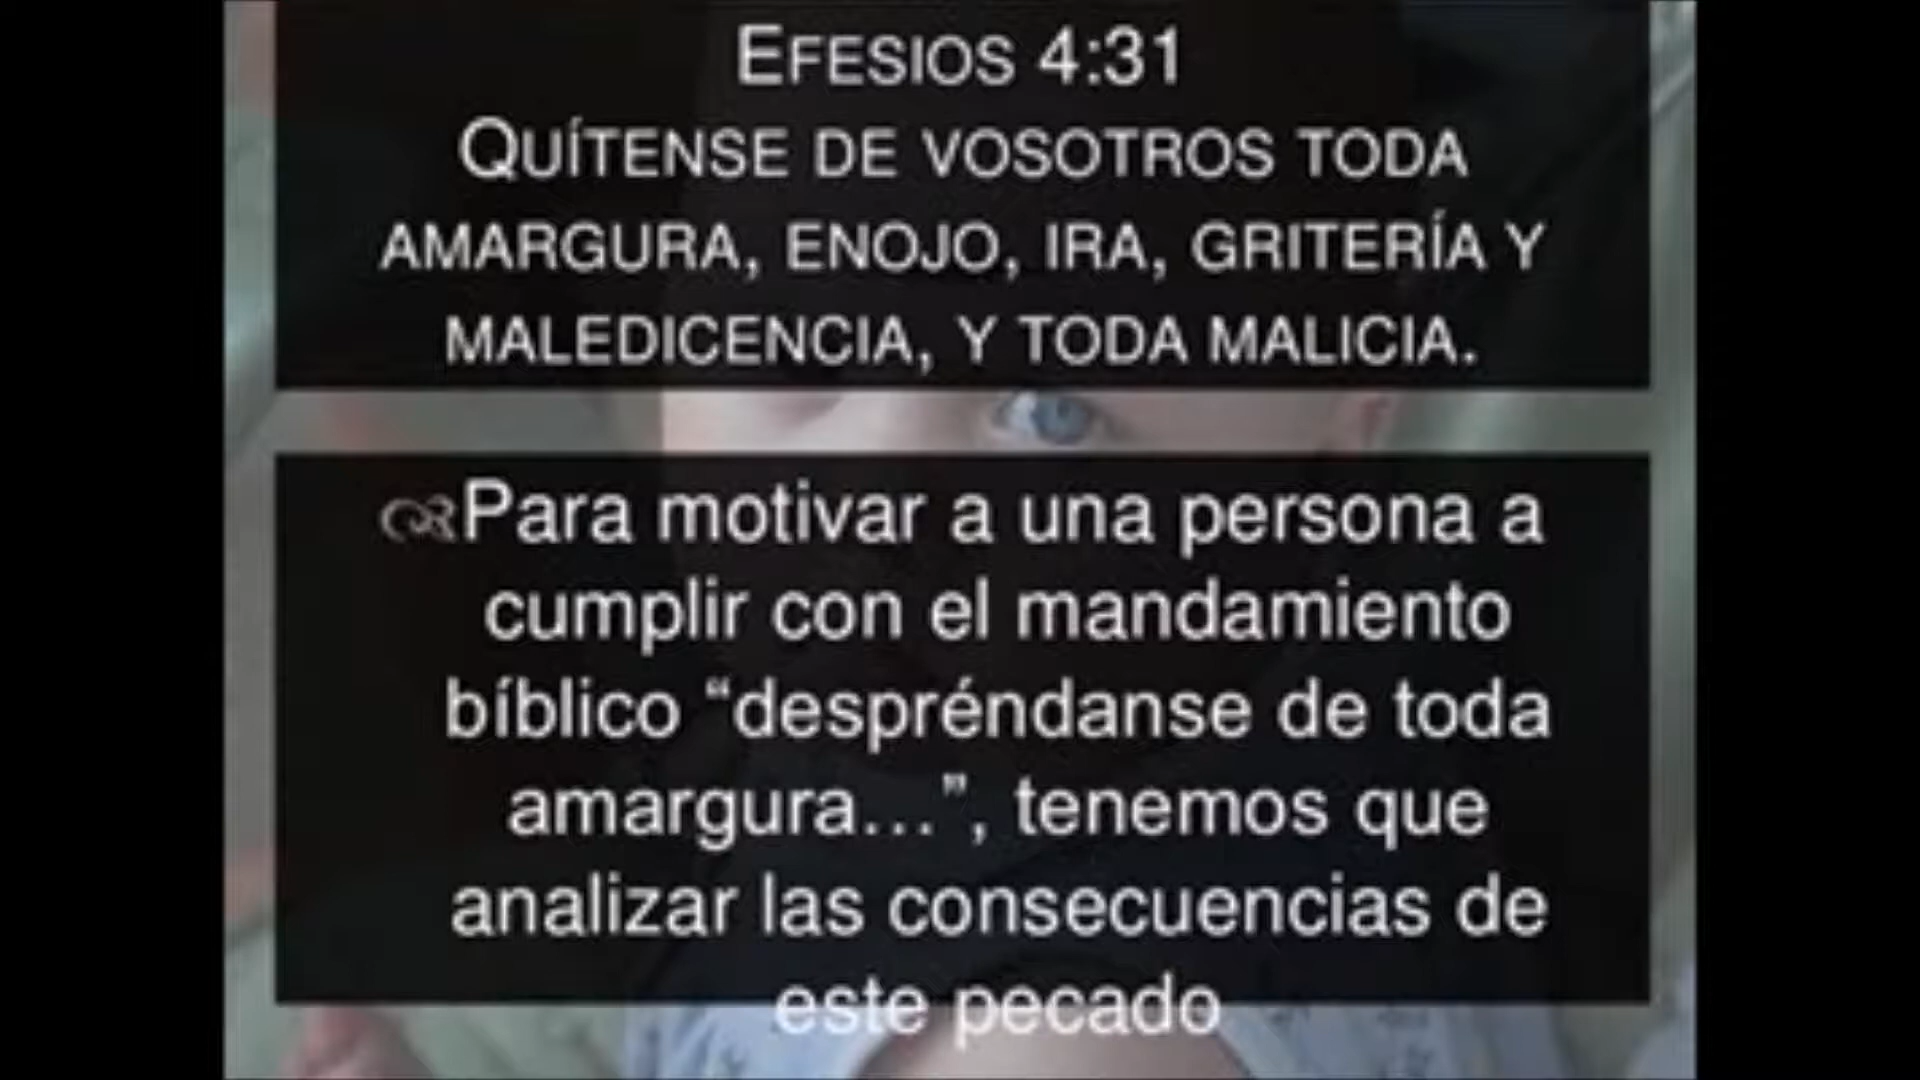 EFESIOS 4:31
QUÍTENSE DE VOSOTROS TODA
AMARGURA, ENOJO, IRA, GRITERÍA Y
MALEDICENCIA, Y TODA MALICIA.
Para motivar a una persona a
cumplir con el mandamiento
bíblico “despréndanse de toda
amargura…”, tenemos que
analizar las consecuencias de
este pecado